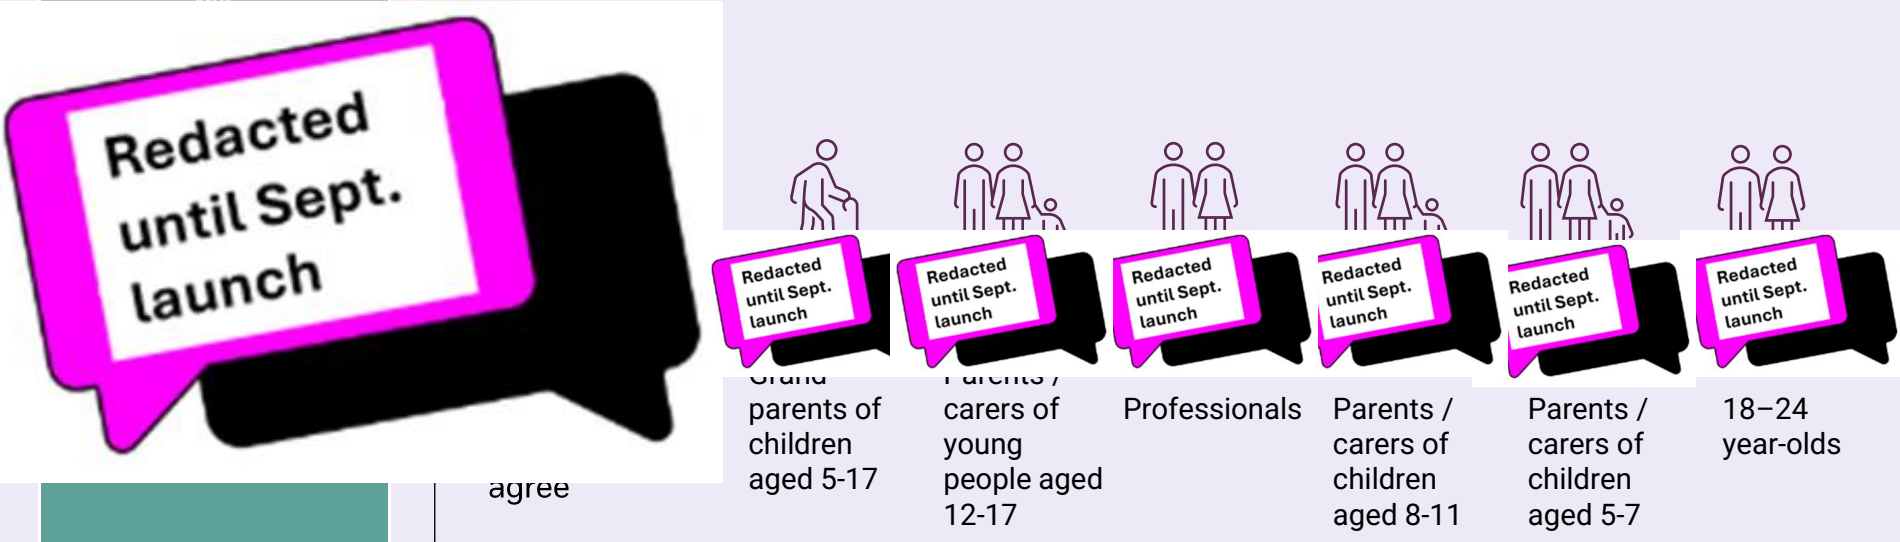 Redacted
until Sept.
launch
Redacted
until Sept.
launch
Redacted
until Sept.
launch
Redacted
until Sept.
launch
Redacted
until Sept.
launch
Redacted
until Sept.
launch
Redacted
until Sept.
launch
agree
Grand
parents of
children
aged 5-17
Parents /
carers of
young
people aged
12-17
Professionals
Parents /
carers of
children
aged 8-11
Parents /
carers of
children
aged 5-7
18–24
year-olds